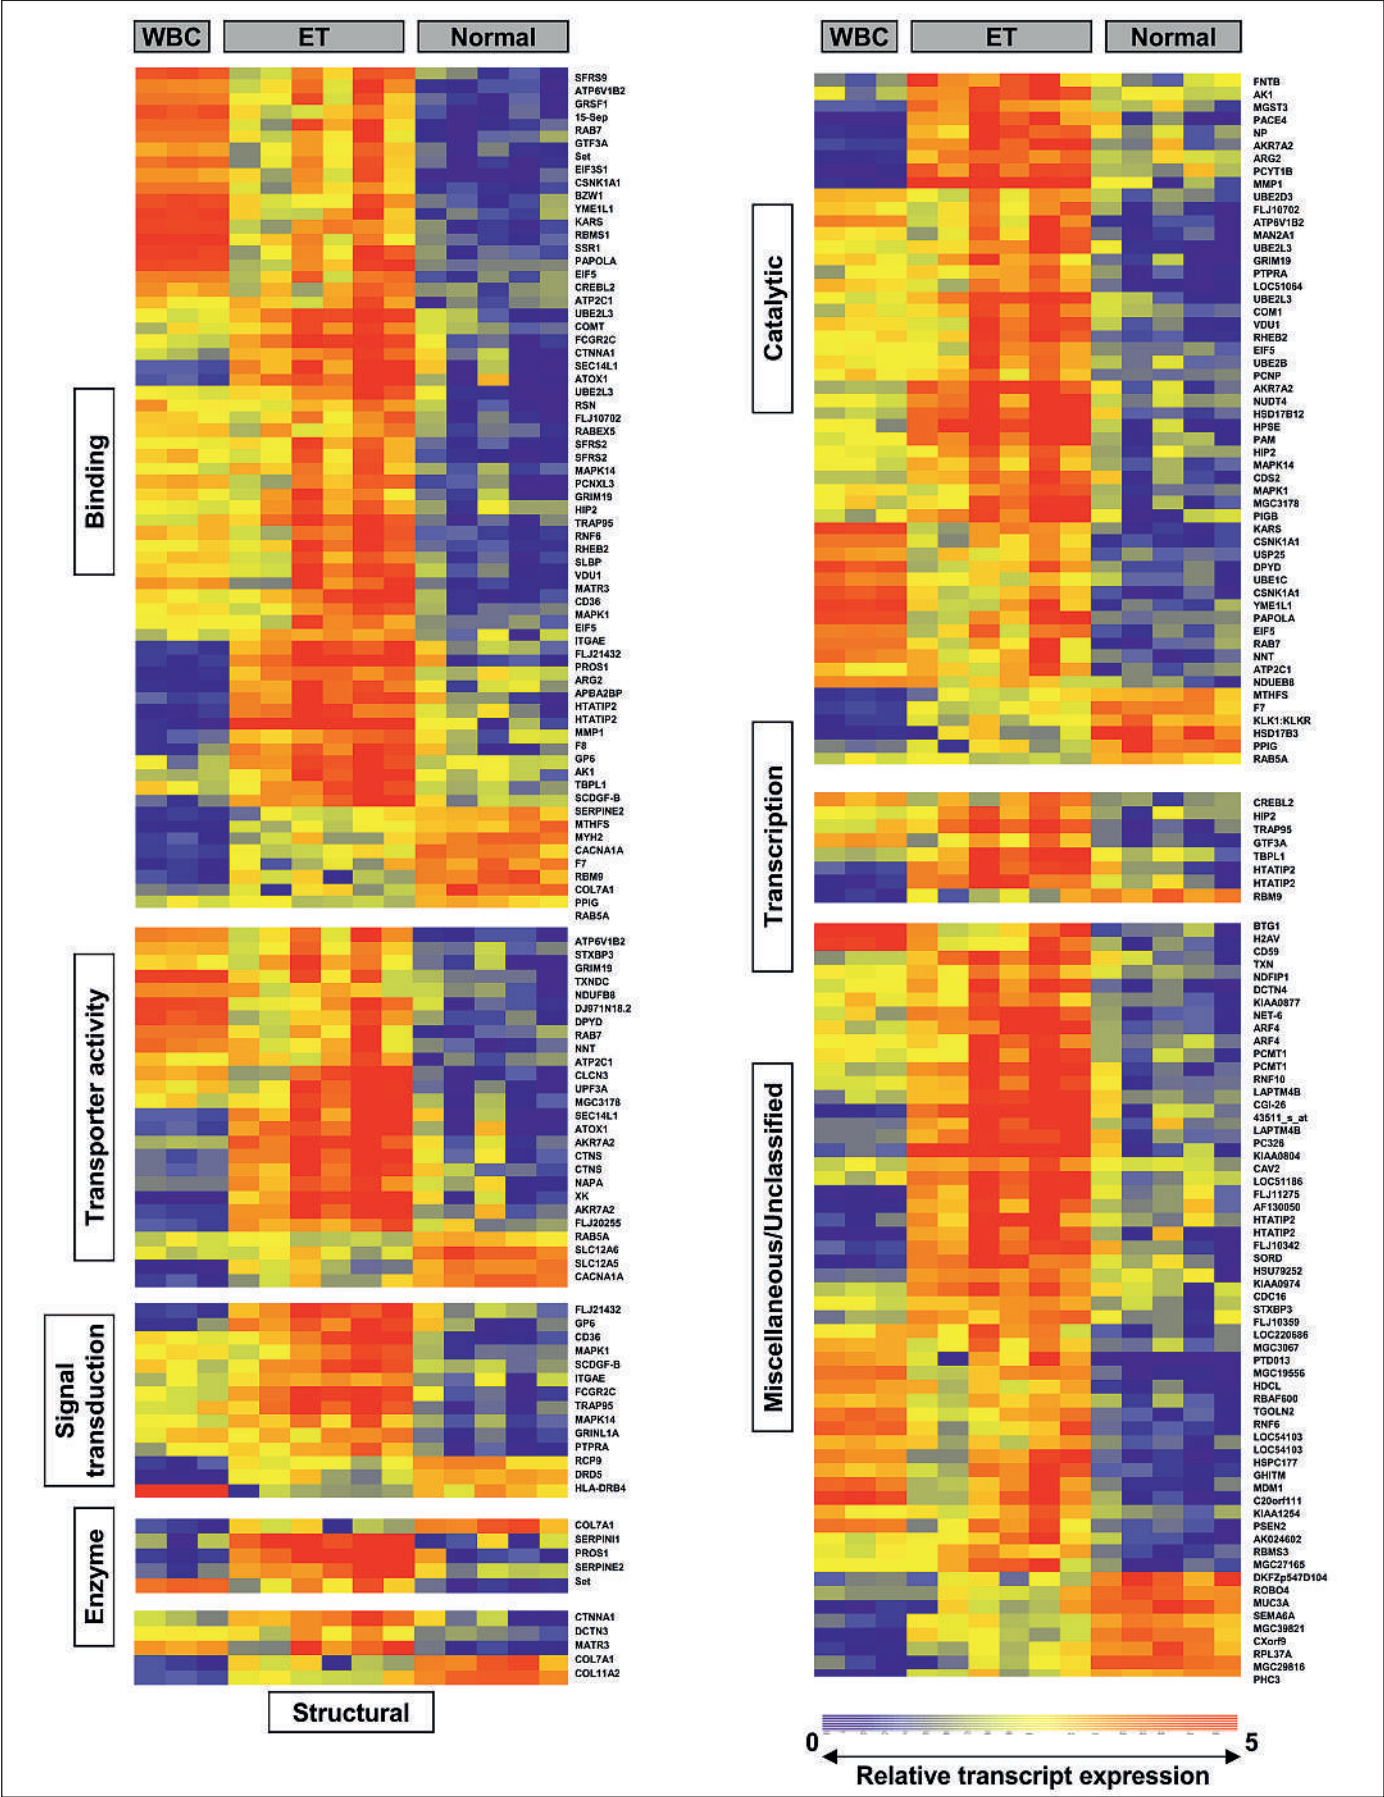 WBC ET Normal
SFRS9
ATP6V1B2
GRSF1
15-Sep
RAB7
GTF3A
Set
EIF3S1
CSNK1A1
BZW1
YME1L1
KARS
RBMS1
SSR1
PAPOLA
EIF5
CREBL2
ATP2C1
UBE2L3
COMT
FCGR2C
CTNNA1
SEC14L1
ATOX1
UBE2L3
RSN
FLJ10702
RABEX5
SFRS2
SFRS2
MAPK14
PCNXL3
GRIM19
HIP2
TRAP95
RNF6
RHEB2
SLBP
VDU1
MATR3
CD36
MAPK1
EIF5
ITGAE
FLJ21432
PROS1
ARG2
APBA2BP
HTATIP2
HTATIP2
MMP1
F8
GP6
AK1
TBPL1
SCDGF-B
SERPINE2
MTHFS
MYH2
CACNA1A
F7
RBM9
COL7A1
PPIG
RAB5A
Binding
ATP6V1B2
STXBP3
GRIM19
TXNDC
NDUFB8
DJ971N18.2
DPYD
RAB7
NNT
ATP2C1
CLCN3
UPF3A
MGC3178
SEC14L1
ATOX1
AKR7A2
CTNS
CTNS
NAPA
XK
AKR7A2
FLJ20255
RAB5A
SLC12A6
SLC12A5
CACNA1A
Transporter activity
FLJ21432
GP6
CD36
MAPK1
SCDGF-B
ITGAE
FCGR2C
TRAP95
MAPK14
GRINL1A
PTPRA
RCP9
DRD5
HLA-DRB4
Signal
transduction
COL7A1
SERPINI1
PROS1
SERPINE2
Set
Enzyme
CTNNA1
DCTN3
MATR3
COL7A1
COL11A2
Structural
WBC ET Normal
FNTB
AK1
MGST3
PACE4
NP
AKR7A2
ARG2
PCYT1B
MMP1
UBE2D3
FLJ10702
ATP6V1B2
MAN2A1
UBE2L3
GRIM19
PTPRA
LOC51064
UBE2L3
COM1
VDU1
RHEB2
EIF5
UBE2B
PCNP
AKR7A2
NUDT4
HSD17B12
HPSE
PAM
HIP2
MAPK14
CDS2
MAPK1
MGC3178
PIGB
KARS
CSNK1A1
USP25
DPYD
UBE1C
CSNK1A1
YME1L1
PAPOLA
EIF5
RAB7
NNT
ATP2C1
NDUEB8
MTHFS
F7
KLK1:KLKR
HSD17B3
PPIG
RAB5A
Catalytic
CREBL2
HIP2
TRAP95
GTF3A
TBPL1
HTATIP2
HTATIP2
RBM9
Transcription
BTG1
H2AV
CD59
TXN
NDFIP1
DCTN4
KIAA0877
NET-6
ARF4
ARF4
PCMT1
PCMT1
RNF10
LAPTM4B
CGI-26
43511_s_at
LAPTM4B
PC326
KIAA0804
CAV2
LOC51186
FLJ11275
AF130050
HTATIP2
HTATIP2
FLJ10342
SORD
HSU79252
KIAA0974
CDC16
STXBP3
FLJ10359
LOC220686
MGC3067
PTD013
MGC19556
HDCL
RBAF600
TGOLN2
RNF6
LOC54103
LOC54103
HSPC177
GHITM
MDM1
C20orf111
KIAA1254
PSEN2
AK024602
RBMS3
MGC27165
DKFZp547D104
ROBO4
MUC3A
SEMA6A
MGC39821
CXorf9
RPL37A
MGC29816
PHC3
Miscellaneous/Unclassified
0 5
Relative transcript expression